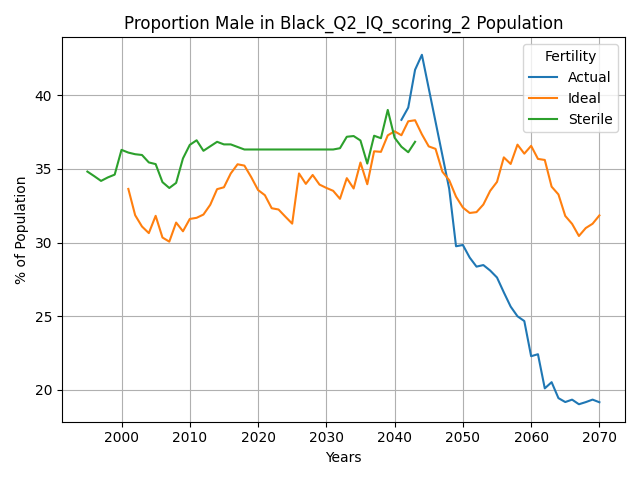 Proportion Male in Black_Q2_IQ_scoring_2 Population
Fertility
Actual
Ideal
Sterile
% of Population
40
35
30
25
20
2000 2010 2020 2030 2040 2050 2060 2070
Years